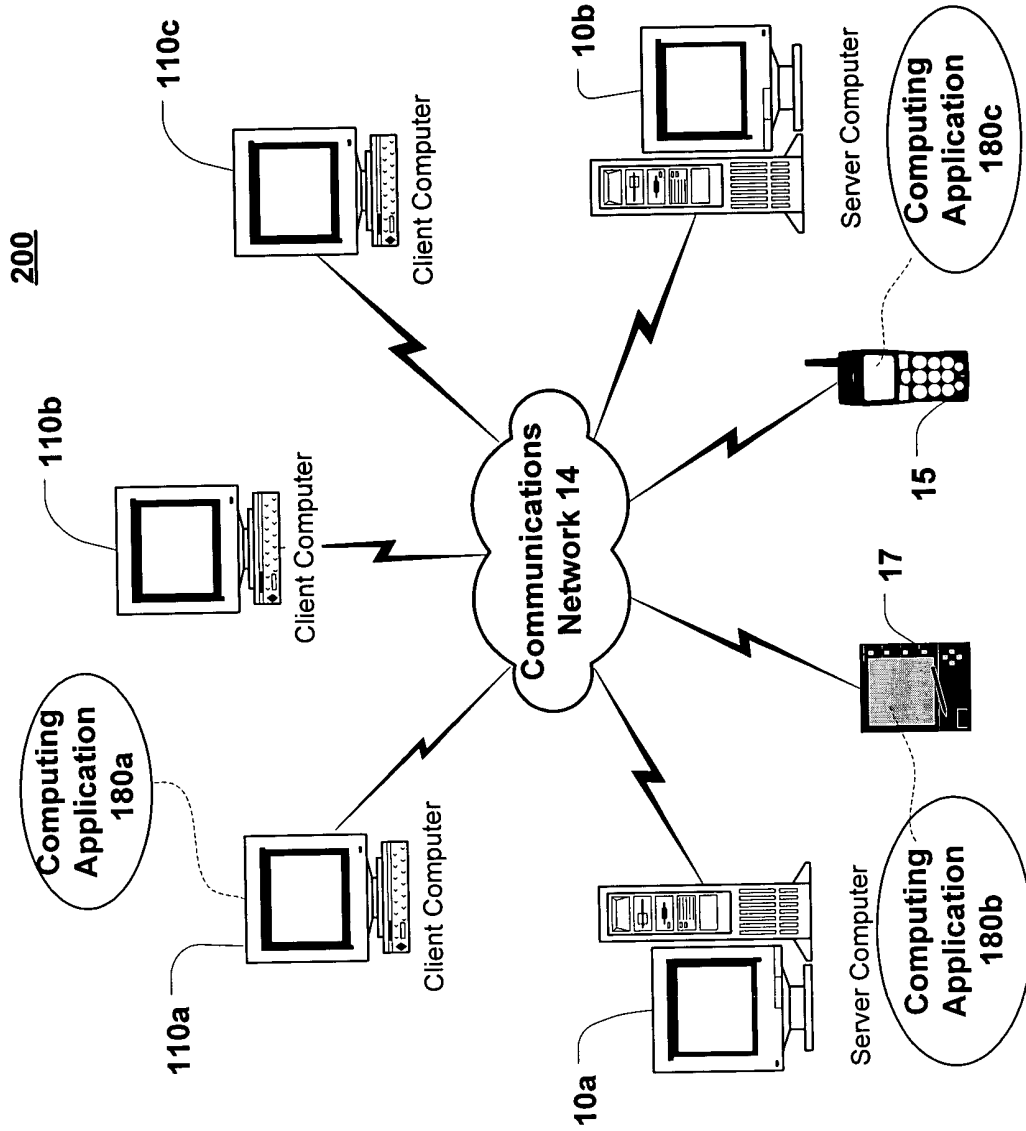 200
Computing
Application
180a
110a
Client Computer
110b
Client Computer
110c
Client Computer
Communications
Network 14
10a
Server Computer
Computing
Application
180b
17
15
10b
Server Computer
Computing
Application
180c